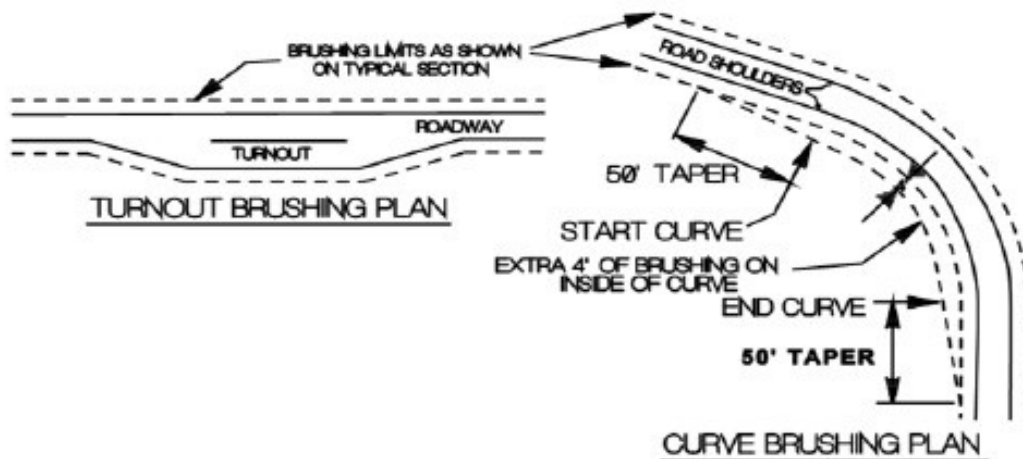 BRUSHING LIMITS AS SHOWN
ON TYPICAL SECTION
ROADWAY
TURNOUT
TURNOUT BRUSHING PLAN
ROAD SHOULDERS
50' TAPER
START CURVE
EXTRA 4' OF BRUSHING ON
INSIDE OF CURVE
END CURVE
50' TAPER
CURVE BRUSHING PLAN